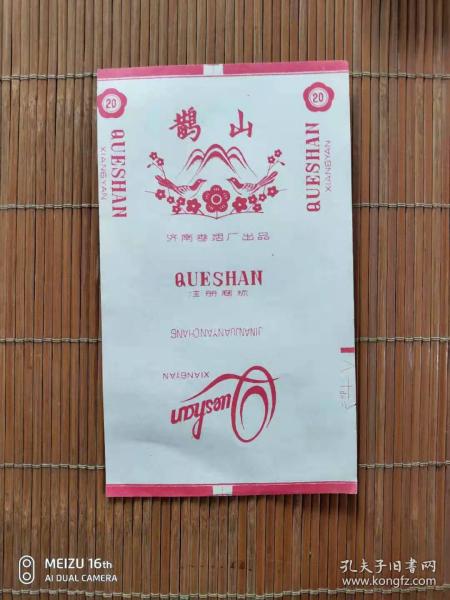 20
20
QUESHAN
XIANGYAN
QUESHAN
XIANGYAN
鹊山
济南卷烟厂出品
QUESHAN
注册商标
JINANJUANYANCHANG
XIANGYAN
Queshan
MEIZU 16th
AI DUAL CAMERA
孔夫子旧书网
www.kongfz.com